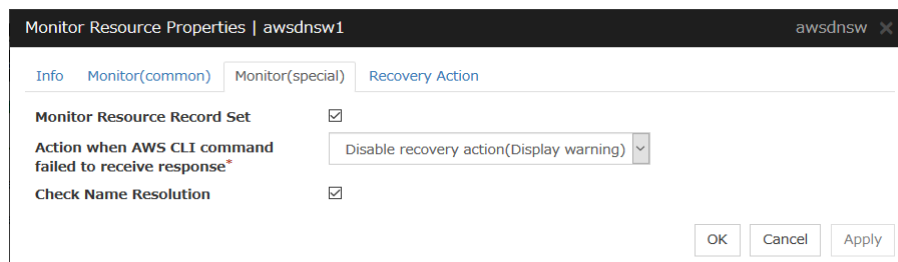 Monitor Resource Properties | awsdnsw1 awsdnsw
Info Monitor(common) Monitor(special) Recovery Action
Monitor Resource Record Set
Action when AWS CLI command
failed to receive response*
Disable recovery action(Display warning)
Check Name Resolution
OK Cancel Apply